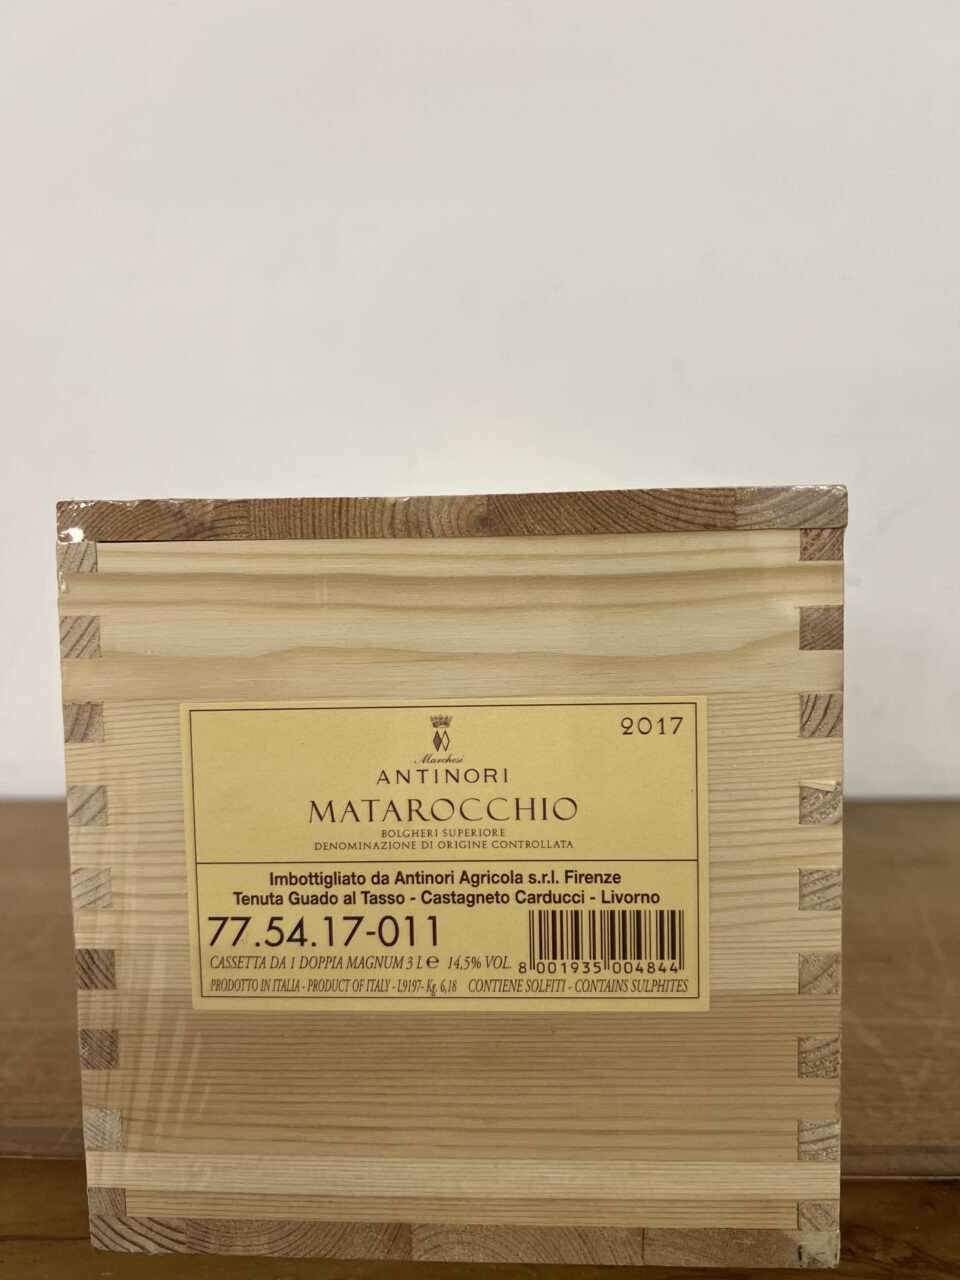 2017
Marchesi
ANTINORI
MATAROCCHIO
BOLGHERI SUPERIORE
DENOMINAZIONE DI ORIGINE CONTROLLATA
Imbottigliato da Antinori Agricola s.r.l. Firenze
Tenuta Guado al Tasso - Castagneto Carducci - Livorno
77.54.17-011
CASSETTA DA 1 DOPPIA MAGNUM 3 L e 14,5% VOL.
8 001935 004844
PRODOTTO IN ITALIA - PRODUCT OF ITALY - L9197- Kg. 6,18 CONTIENE SOLFITI - CONTAINS SULPHITES